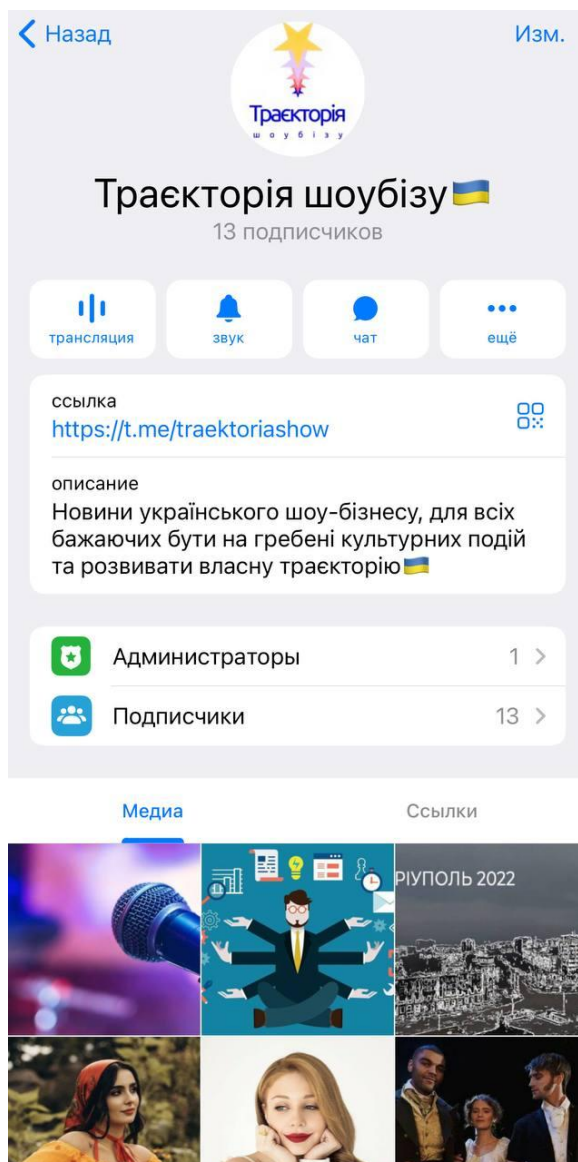 Назад
Изм.
Траєкторія
шоубізу
Траєкторія шоубізу🇺🇦
13 подписчиков
трансляция
звук
чат
ещё
ссылка
https://t.me/traektoriashow
описание
Новини українського шоу-бізнесу, для всіх
бажаючих бути на гребені культурних подій
та розвивати власну траєкторію🇺🇦
Администраторы
1
Подписчики
13
Медиа
Ссылки
РІУПОЛЬ 2022